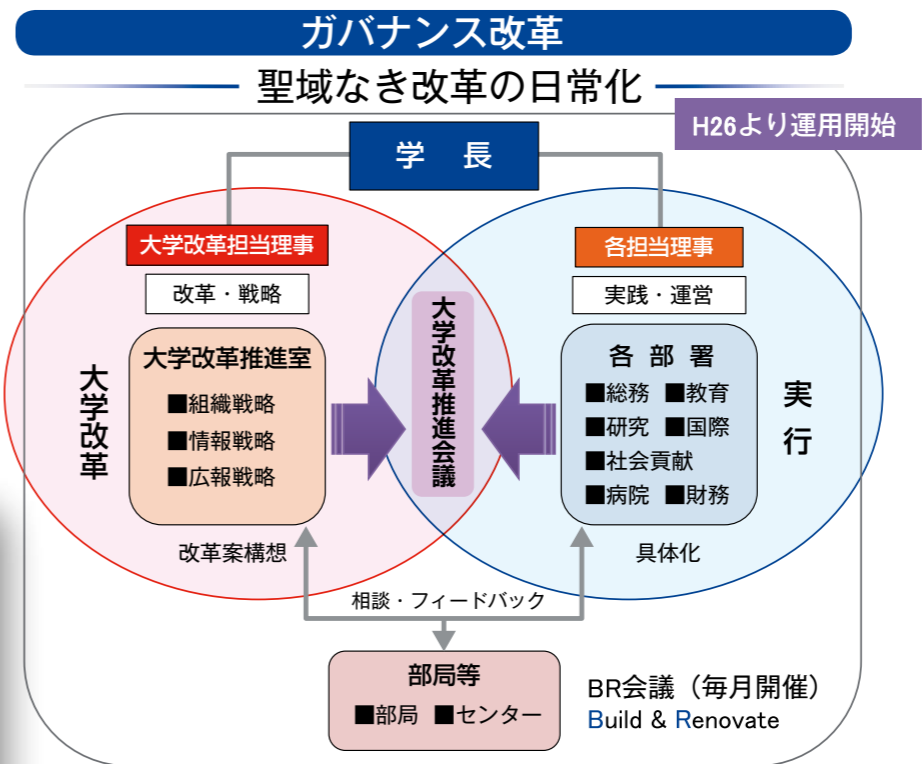 ガバナンス改革
聖域なき改革の日常化
H26より運用開始
学 長
大学改革担当理事
改革・戦略
大学改革推進室
■組織戦略
■情報戦略
■広報戦略
大学改革
改革案構想
大学改革推進会議
各担当理事
実践・運営
各 部 署
■総務 ■教育
■研究 ■国際
■社会貢献
■病院 ■財務
実 行
具体化
相談・フィードバック
部局等
■部局 ■センター
BR会議（毎月開催）
Build & Renovate